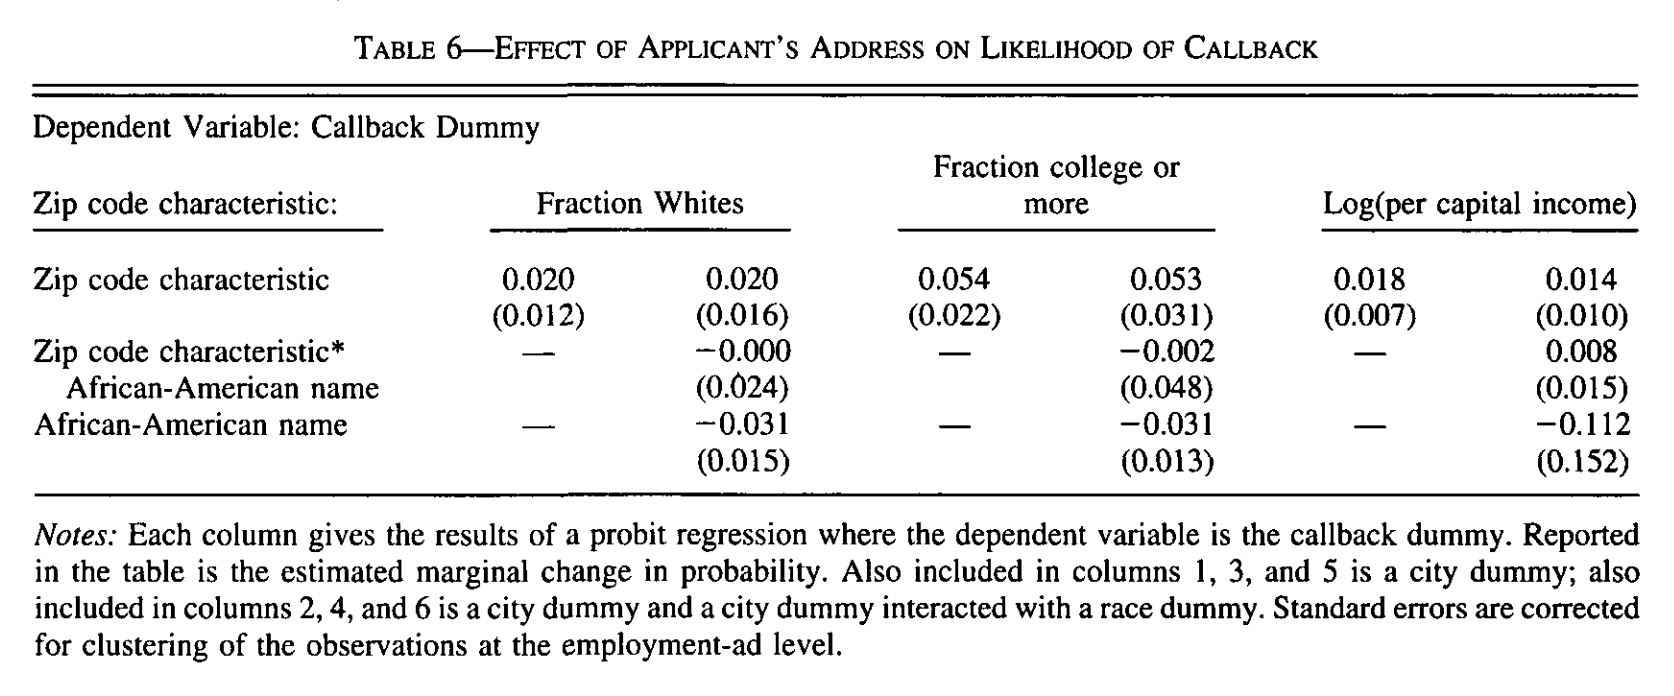 TABLE 6—EFFECT OF APPLICANT'S ADDRESS ON LIKELIHOOD OF CALLBACK
Dependent Variable: Callback Dummy
Zip code characteristic: Fraction Whites Fraction college or more Log(per capital income)
Zip code characteristic 0.020 0.020 0.054 0.053 0.018 0.014
(0.012) (0.016) (0.022) (0.031) (0.007) (0.010)
Zip code characteristic* — −0.000 — −0.002 — 0.008
African-American name (0.024) (0.048) (0.015)
African-American name — −0.031 — −0.031 — −0.112
(0.015) (0.013) (0.152)
Notes: Each column gives the results of a probit regression where the dependent variable is the callback dummy. Reported
in the table is the estimated marginal change in probability. Also included in columns 1, 3, and 5 is a city dummy; also
included in columns 2, 4, and 6 is a city dummy and a city dummy interacted with a race dummy. Standard errors are corrected
for clustering of the observations at the employment-ad level.